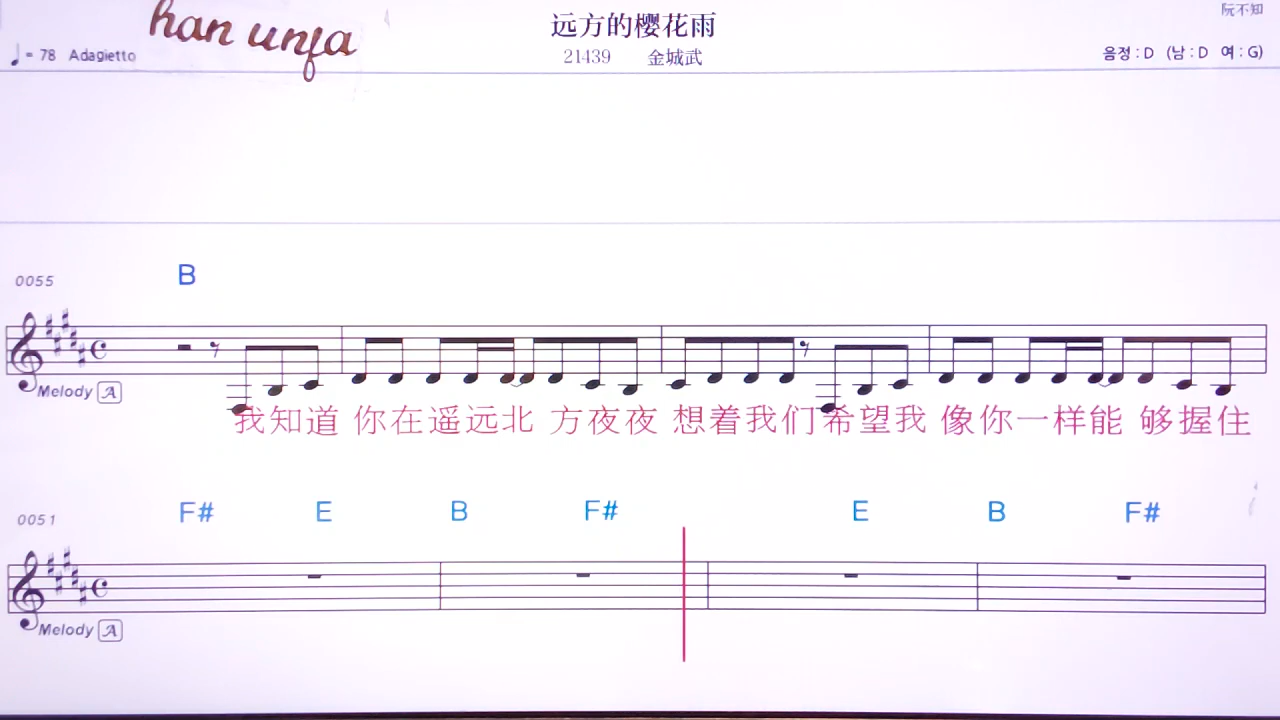 han unfa
远方的樱花雨
阮不知
♩= 78 Adagietto
21439 金城武
음정 : D (남 : D 여 : G)
0055
B
Melody A
我知道 你在遥远北 方夜夜 想着我们希望我 像你一样能 够握住
0051
F# E B F# E B F#
Melody A